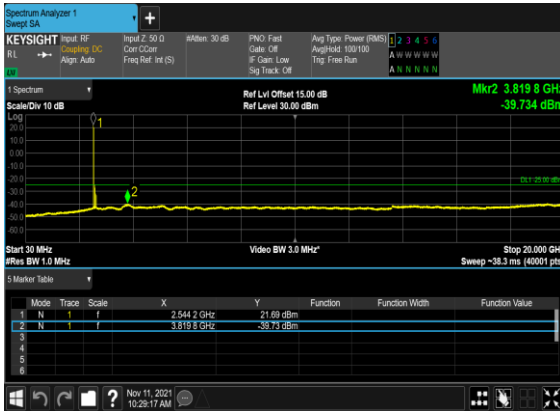 Spectrum Analyzer 1
Swept SA
+
KEYSIGHT Input: RF Input Z: 50 Ω #Atten: 30 dB PNO: Fast Avg Type: Power (RMS) 1 2 3 4 5 6
RL Coupling: DC Corr CCorr Gate: Off Avg|Hold: 100/100 A W W W W W
Align: Auto Freq Ref: Int (S) IF Gain: Low Trig: Free Run
Sig Track: Off A N N N N N
1 Spectrum Ref Lvl Offset 15.00 dB Mkr2 3.819 8 GHz
Scale/Div 10 dB Ref Level 30.00 dBm -39.734 dBm
Log
20.0
10.0
0.00
-10.0
-20.0
-30.0
-40.0
-50.0
-60.0
1
2
DL1 -25.00 dBm
Start 30 MHz Video BW 3.0 MHz* Stop 20.000 GHz
#Res BW 1.0 MHz Sweep ~38.3 ms (40001 pts)
5 Marker Table
Mode Trace Scale X Y Function Function Width Function Value
1 N 1 f 2.544 2 GHz 21.69 dBm
2 N 1 f 3.819 8 GHz -39.73 dBm
3
4
5
6
? Nov 11, 2021
10:29:17 AM